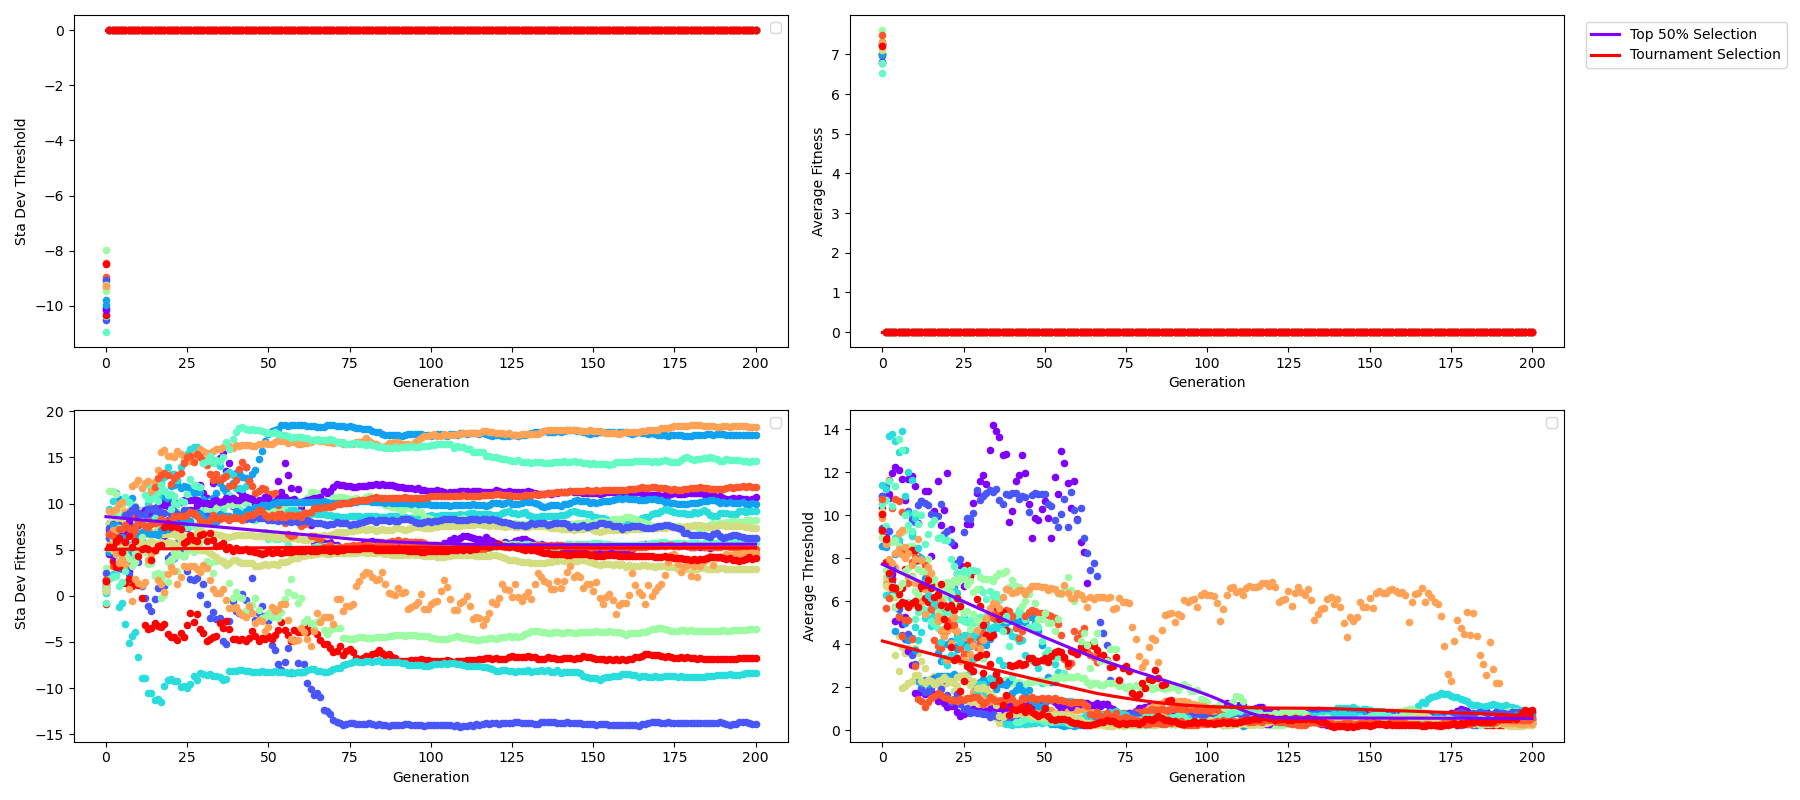 Sta Dev Threshold
0
−2
−4
−6
−8
−10
0 25 50 75 100 125 150 175 200
Generation
Average Fitness
7
6
5
4
3
2
1
0
0 25 50 75 100 125 150 175 200
Generation
Top 50% Selection
Tournament Selection
Sta Dev Fitness
20
15
10
5
0
−5
−10
−15
0 25 50 75 100 125 150 175 200
Generation
Average Threshold
14
12
10
8
6
4
2
0
0 25 50 75 100 125 150 175 200
Generation